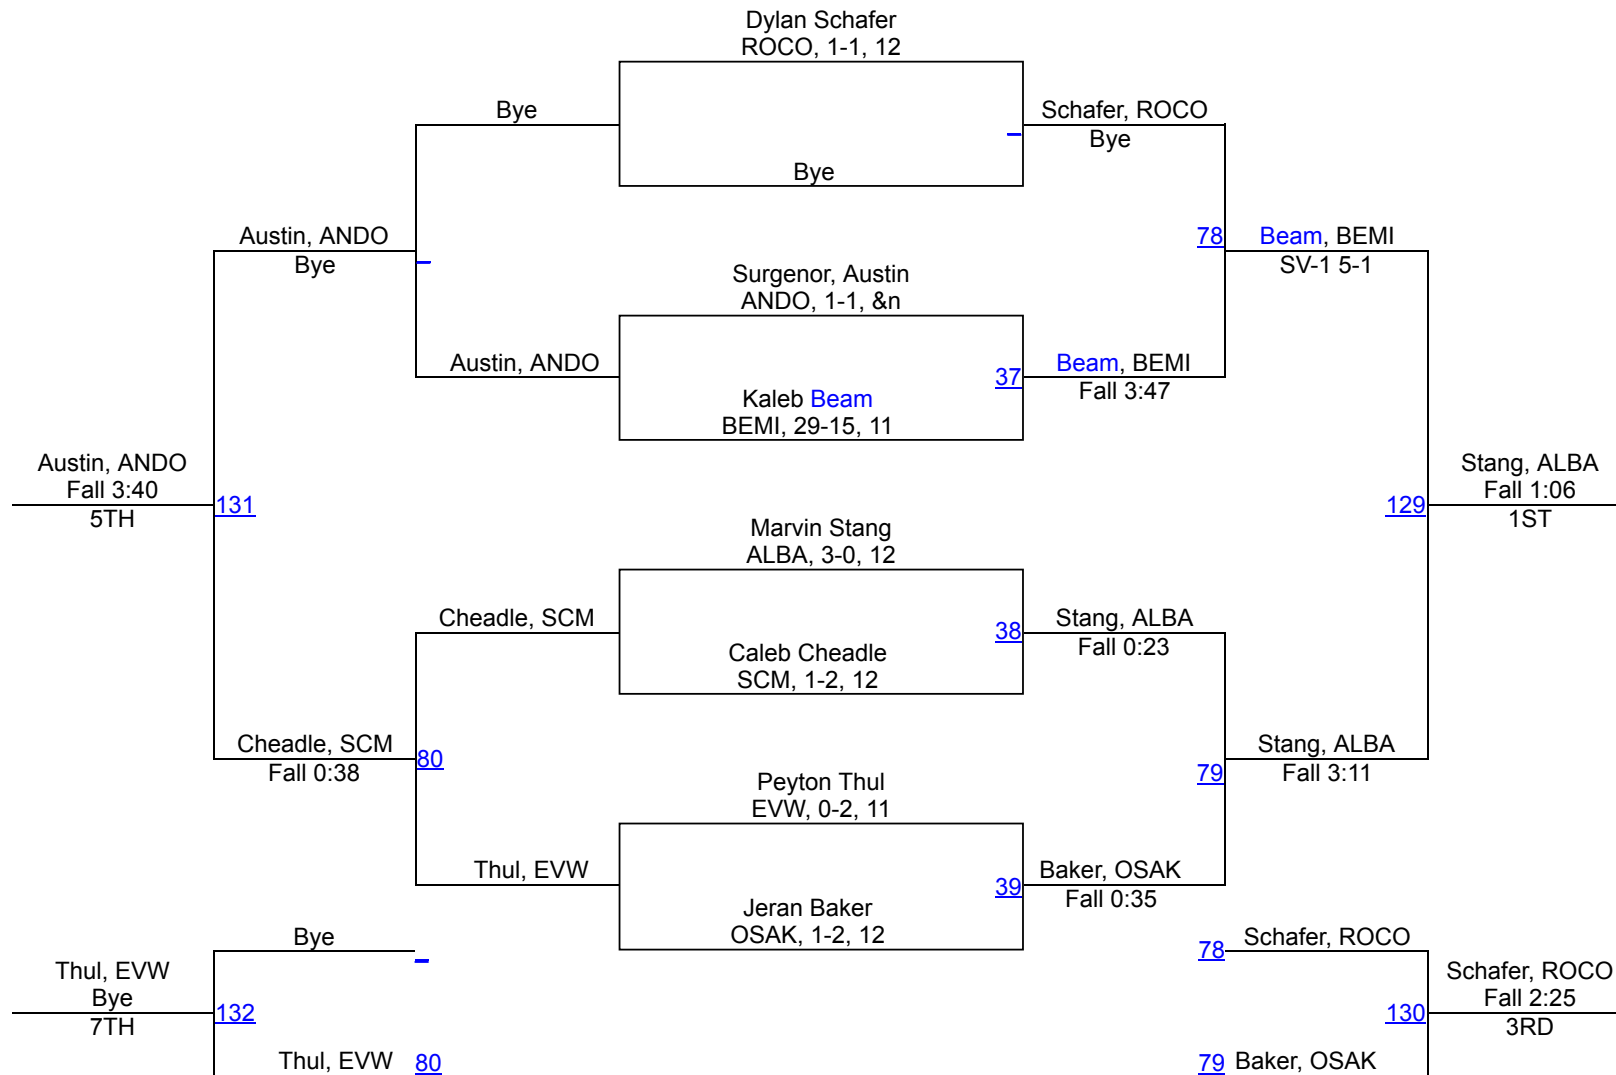 Dylan Schafer
ROCO, 1-1, 12
Bye
Schafer, ROCO
Bye
Bye
Austin, ANDO
Bye
78
Beam, BEMI
SV-1 5-1
Surgenor, Austin
ANDO, 1-1, &n
Austin, ANDO
37
Beam, BEMI
Fall 3:47
Kaleb Beam
BEMI, 29-15, 11
Austin, ANDO
Fall 3:40
5TH
131
129
Stang, ALBA
Fall 1:06
1ST
Marvin Stang
ALBA, 3-0, 12
Cheadle, SCM
38
Stang, ALBA
Fall 0:23
Caleb Cheadle
SCM, 1-2, 12
Cheadle, SCM
Fall 0:38
80
79
Stang, ALBA
Fall 3:11
Peyton Thul
EVW, 0-2, 11
Thul, EVW
39
Baker, OSAK
Fall 0:35
Jeran Baker
OSAK, 1-2, 12
Bye
78
Schafer, ROCO
Thul, EVW
Bye
7TH
132
130
Schafer, ROCO
Fall 2:25
3RD
Thul, EVW
80
79
Baker, OSAK